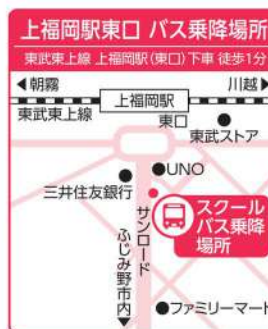 上福岡駅東口 バス乗降場所
東武東上線 上福岡駅(東口)下車 徒歩1分
◀朝霧
川越▶
上福岡駅
東武東上線
東口
東武ストア
●UNO
三井住友銀行
サンロード
スクール
バス乗降
場所
ふじみ野市内▼
●ファミリーマート